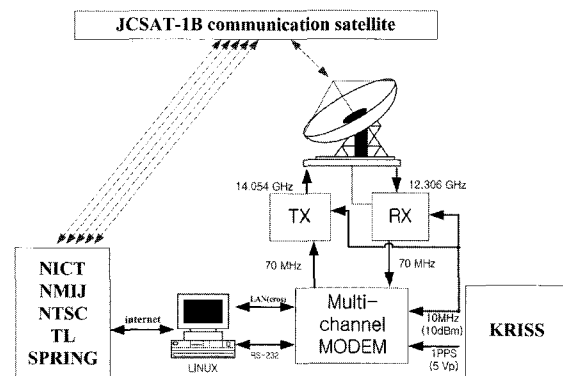 JCSAT-1B communication satellite
14.054 GHz
12.306 GHz
TX
RX
70 MHz
70 MHz
NICT
NMIJ
NTSC
TL
SPRING
internet
LAN(cros)
RS-232
LINUX
Multi-
channel
MODEM
10MHz
(10dBm)
1PPS
(5 Vp)
KRISS